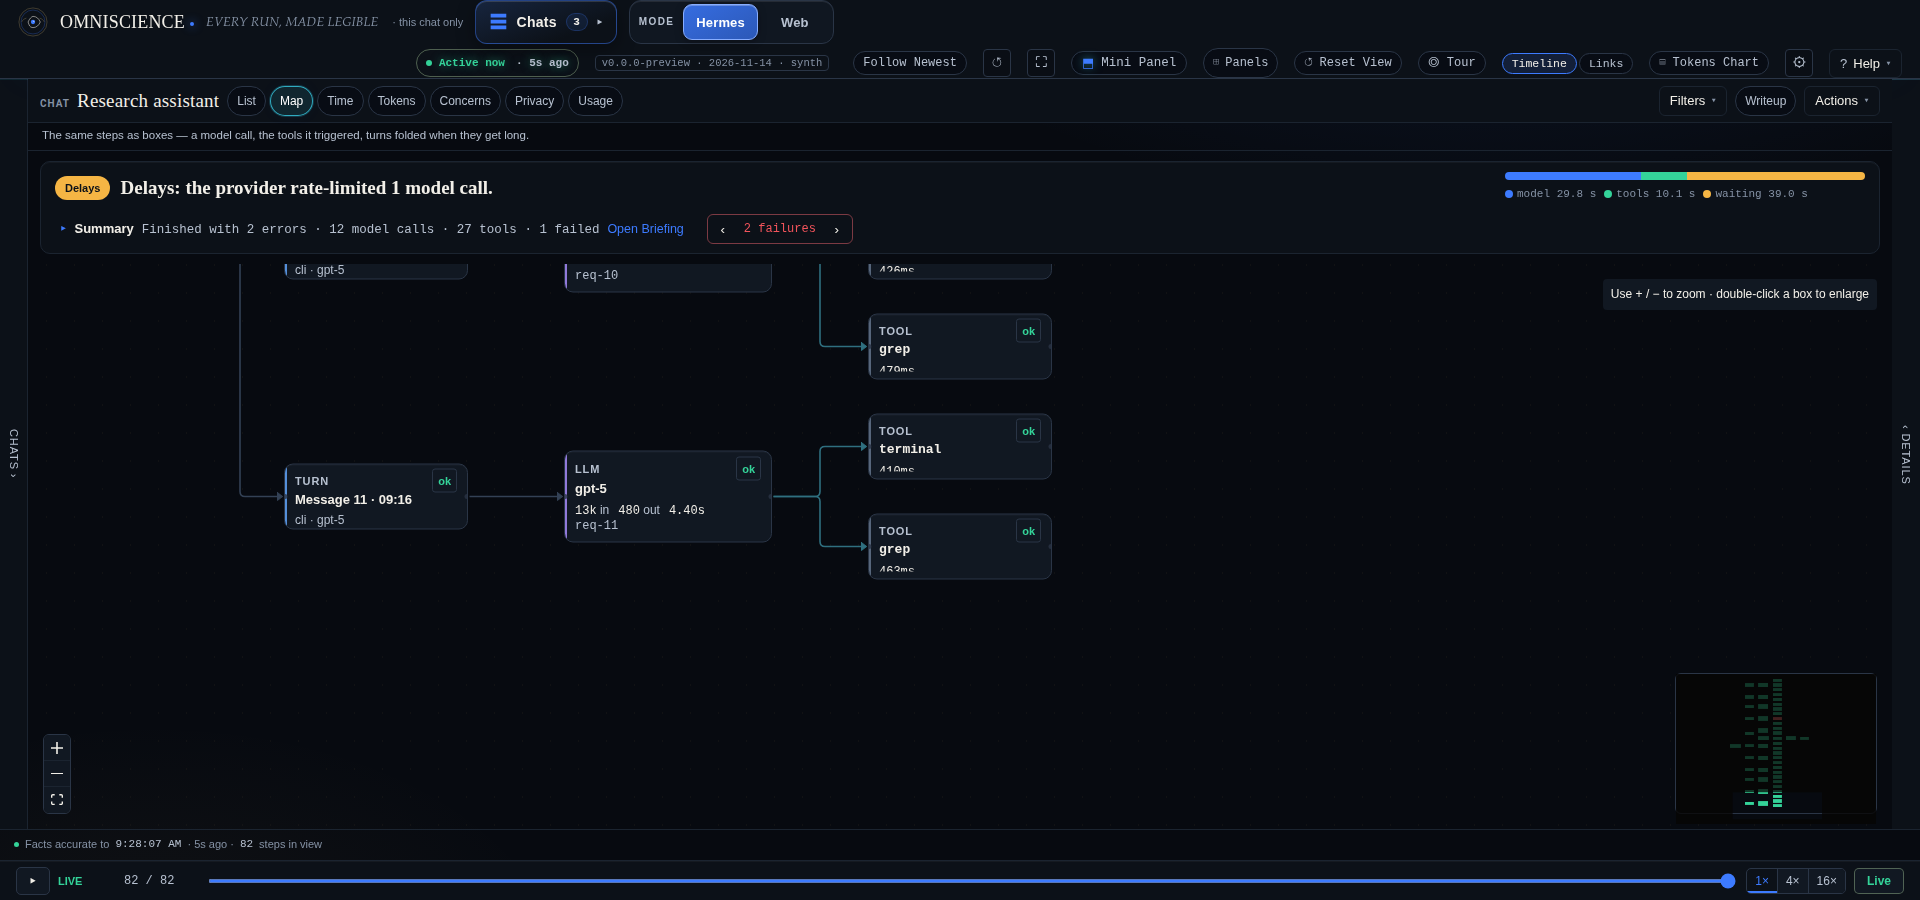 OMNISCIENCE
EVERY RUN, MADE LEGIBLE
· this chat only
Chats 3 ▸
MODE Hermes Web
Active now · 5s ago
v0.0.0-preview · 2026-11-14 · synth
Follow Newest
Mini Panel
Panels
Reset View
Tour
Timeline Links
Tokens Chart
? Help ▾
CHAT Research assistant List Map Time Tokens Concerns Privacy Usage
Filters ▾ Writeup Actions ▾
The same steps as boxes — a model call, the tools it triggered, turns folded when they get long.
Delays Delays: the provider rate-limited 1 model call.
model 29.8 s tools 10.1 s waiting 39.0 s
▸ Summary Finished with 2 errors · 12 model calls · 27 tools · 1 failed Open Briefing ‹ 2 failures ›
cli · gpt-5
req-10
426ms
Use + / − to zoom · double-click a box to enlarge
TOOL ok
grep
479ms
TOOL ok
terminal
410ms
CHATS ›
‹ DETAILS
TURN ok
Message 11 · 09:16
cli · gpt-5
LLM ok
gpt-5
13k in 480 out 4.40s
req-11
TOOL ok
grep
463ms
Facts accurate to 9:28:07 AM · 5s ago · 82 steps in view
LIVE 82 / 82 1× 4× 16× Live